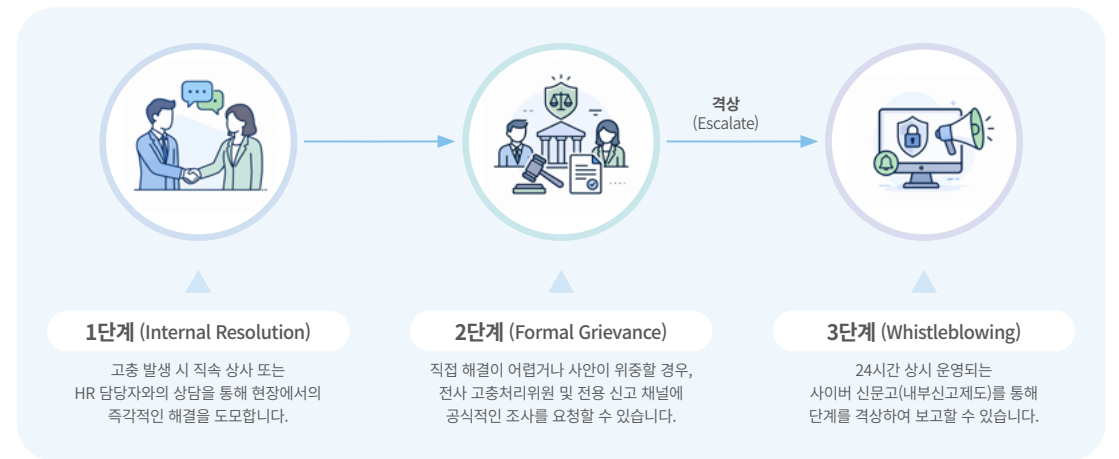 격상
(Escalate)
1단계 (Internal Resolution)
고충 발생 시 직속 상사 또는
HR 담당자와의 상담을 통해 현장에서의
즉각적인 해결을 도모합니다.
2단계 (Formal Grievance)
직접 해결이 어렵거나 사안이 위중할 경우,
전사 고충처리위원 및 전용 신고 채널에
공식적인 조사를 요청할 수 있습니다.
3단계 (Whistleblowing)
24시간 상시 운영되는
사이버 신문고(내부신고제도)를 통해
단계를 격상하여 보고할 수 있습니다.